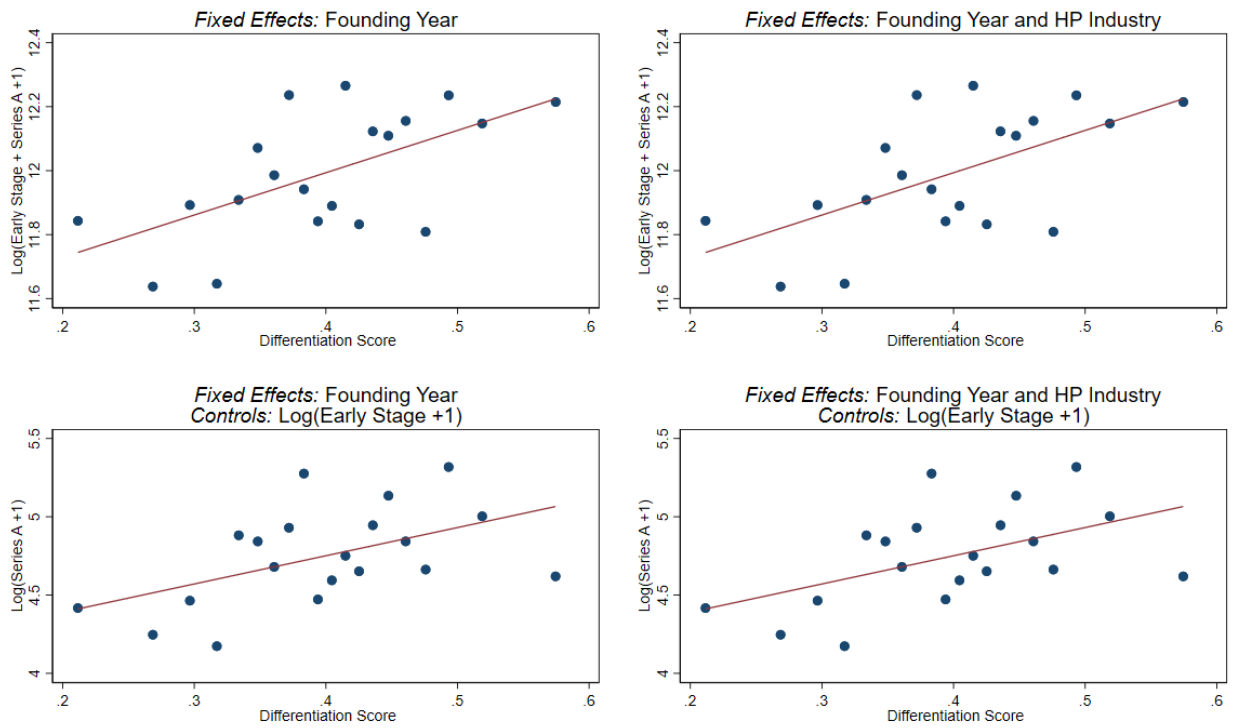 Fixed Effects: Founding Year
Log(Early Stage + Series A +1)
12.4
12.2
12
11.8
11.6
.2 .3 .4 .5 .6
Differentiation Score
Fixed Effects: Founding Year and HP Industry
Log(Early Stage + Series A +1)
12.4
12.2
12
11.8
11.6
.2 .3 .4 .5 .6
Differentiation Score
Fixed Effects: Founding Year
Controls: Log(Early Stage +1)
Log(Series A +1)
5.5
5
4.5
4
.2 .3 .4 .5 .6
Differentiation Score
Fixed Effects: Founding Year and HP Industry
Controls: Log(Early Stage +1)
Log(Series A +1)
5.5
5
4.5
4
.2 .3 .4 .5 .6
Differentiation Score